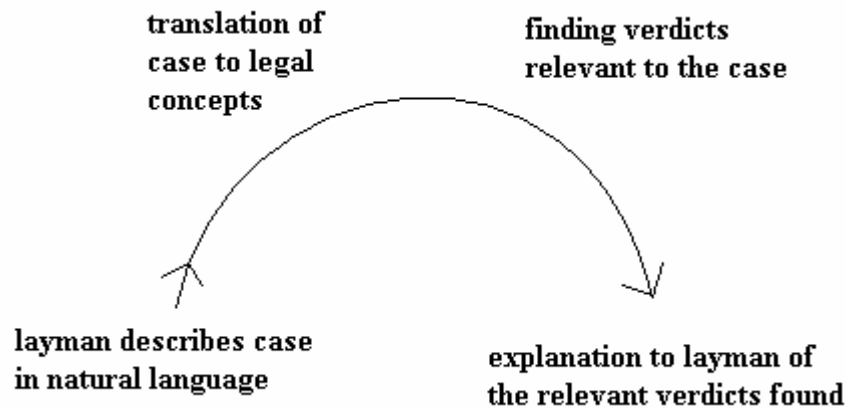 translation of
case to legal
concepts
finding verdicts
relevant to the case
layman describes case
in natural language
explanation to layman of
the relevant verdicts found